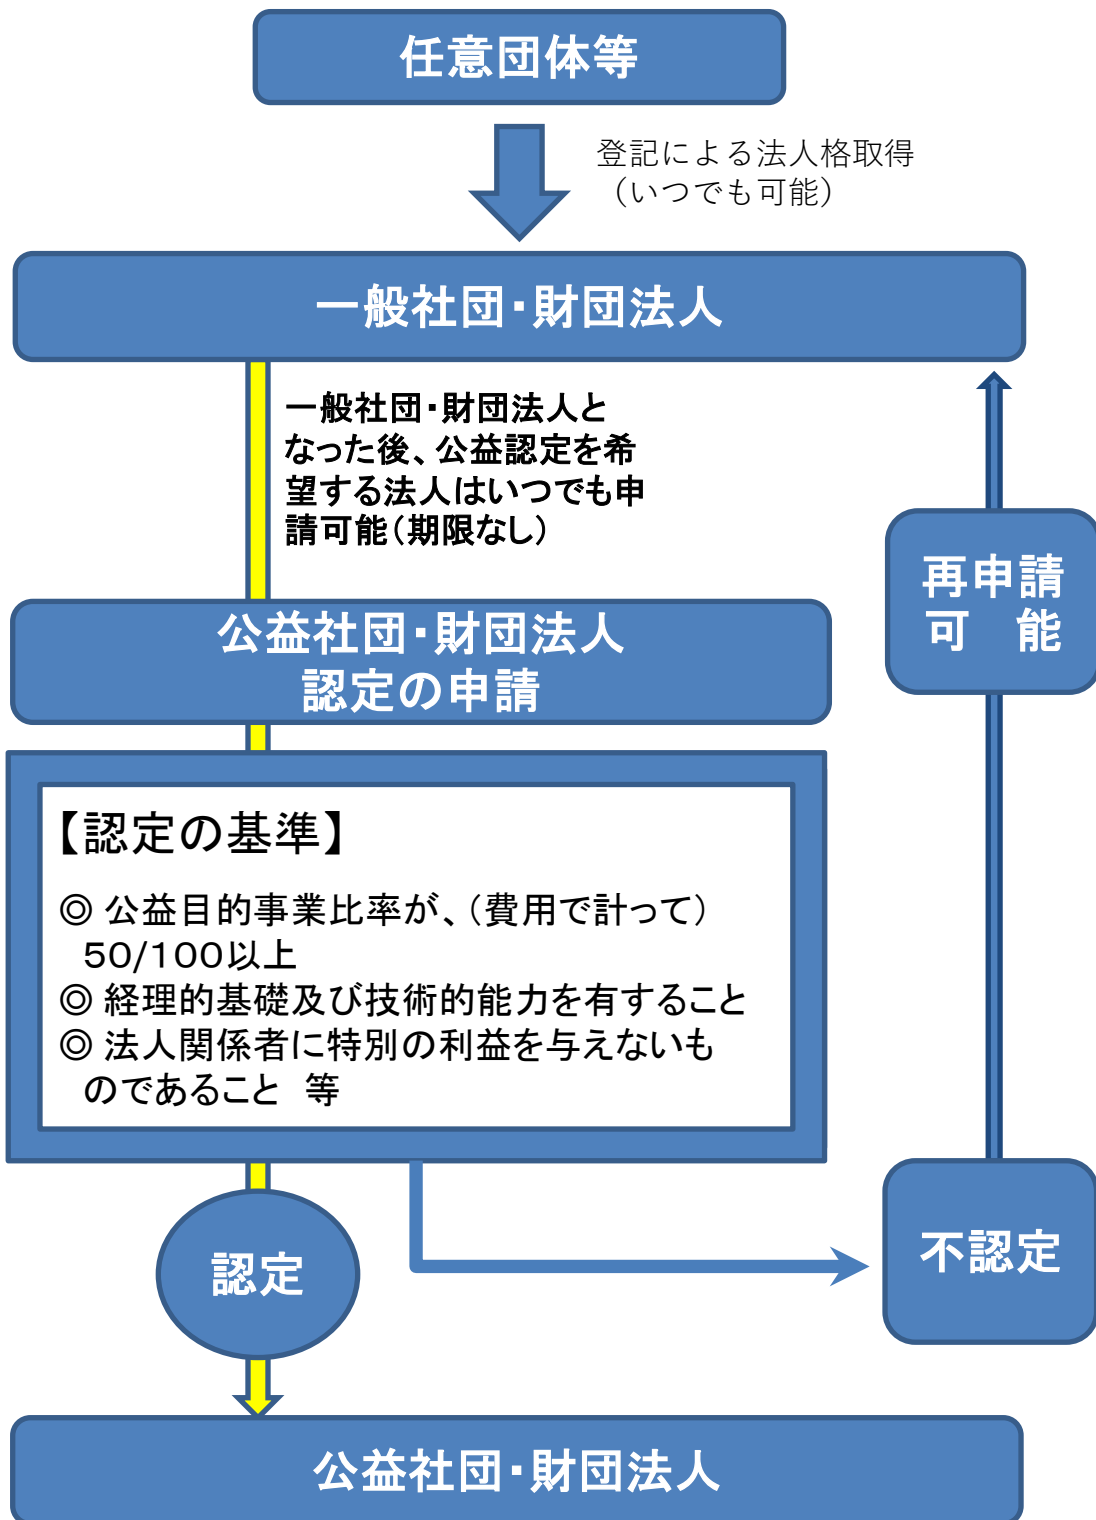 任意団体等
登記による法人格取得
（いつでも可能）
一般社団・財団法人
一般社団・財団法人と
なった後、公益認定を希
望する法人はいつでも申
請可能（期限なし）
再申請
可　能
公益社団・財団法人
認定の申請
【認定の基準】
◎ 公益目的事業比率が、（費用で計って）
50/100以上
◎ 経理的基礎及び技術的能力を有すること
◎ 法人関係者に特別の利益を与えないも
のであること　等
認定
不認定
公益社団・財団法人